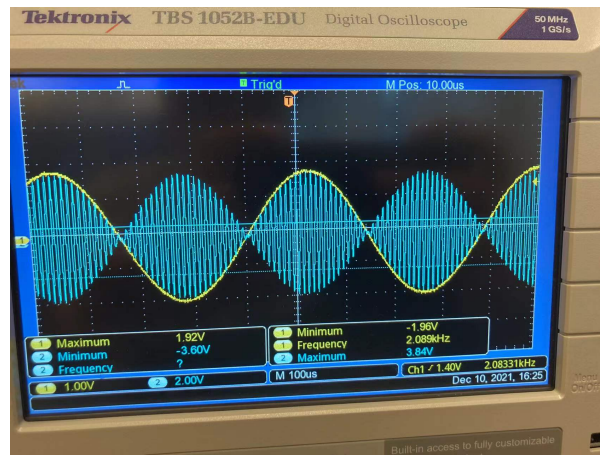 Tektronix TBS 1052B-EDU Digital Oscilloscope 50 MHz
1 GS/s
Trig'd M Pos: 10.00us
T
1
1 Maximum 1.92V
2 Minimum -3.60V
2 Frequency ?
1 Minimum -1.96V
1 Frequency 2.089kHz
2 Maximum 3.84V
1 1.00V 2 2.00V M 100us Ch1 / 1.40V 2.08331kHz
Dec 10, 2021, 16:25
Menu
On/Off
Built-in access to fully customizable